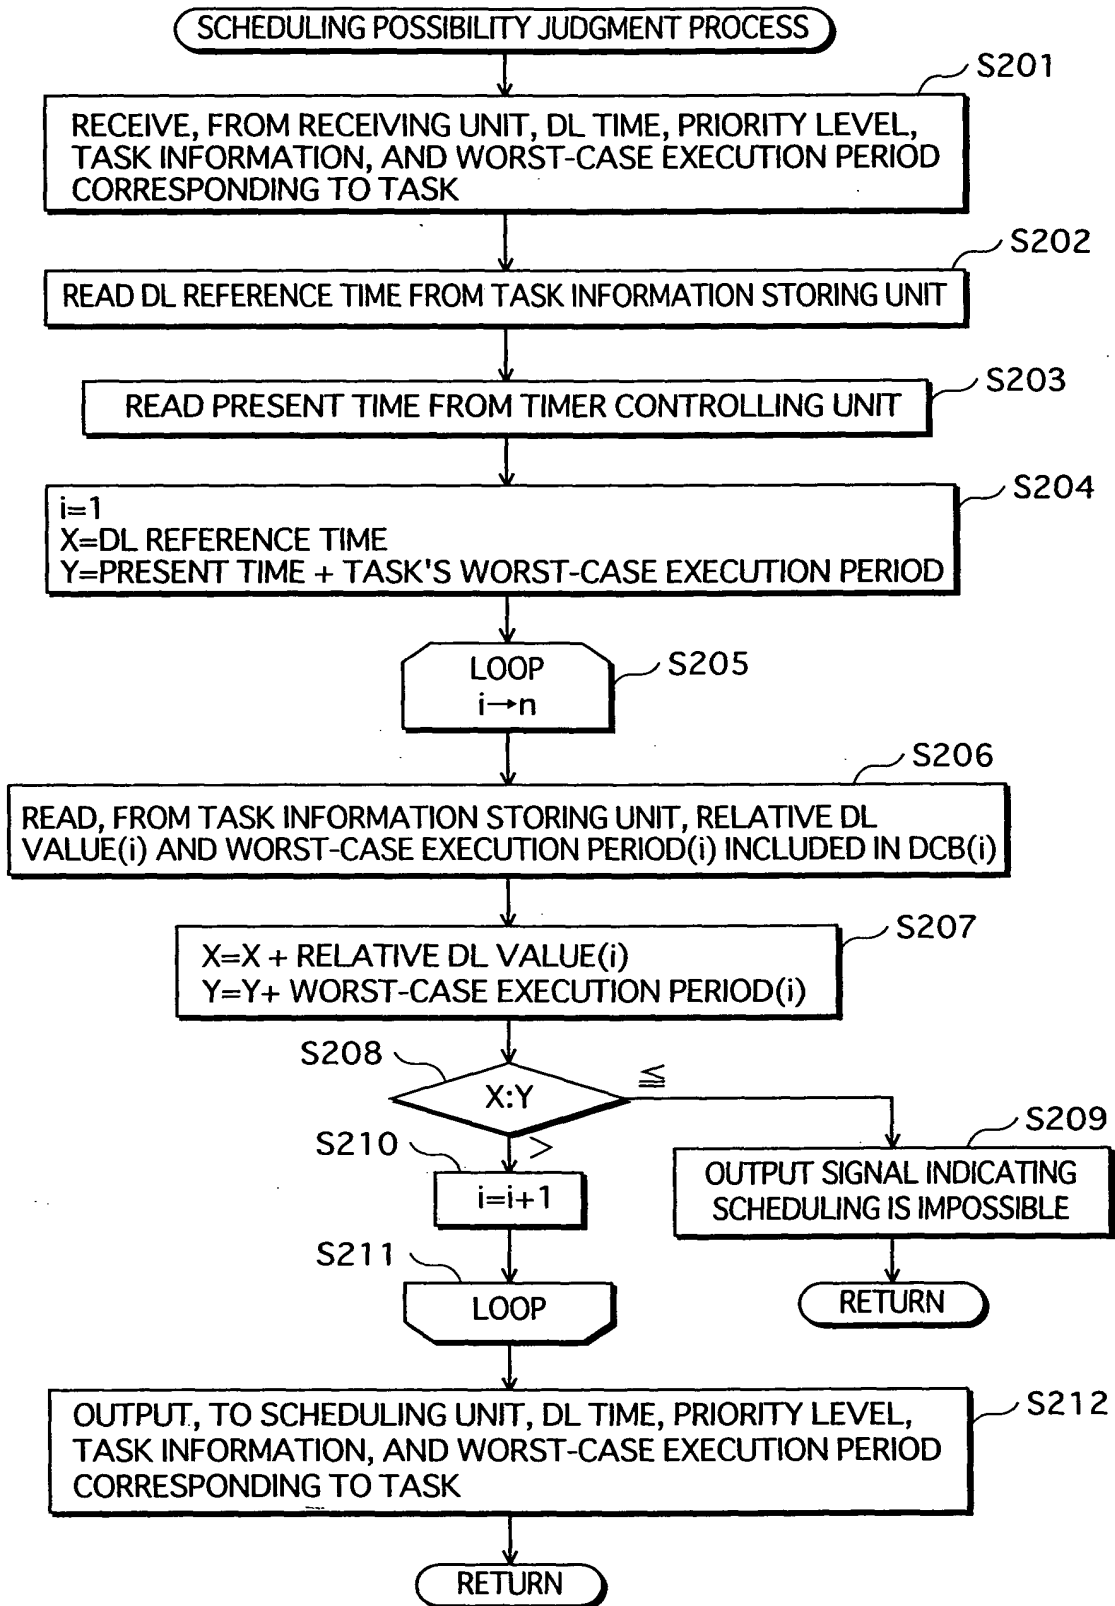 SCHEDULING POSSIBILITY JUDGMENT PROCESS
S201
RECEIVE, FROM RECEIVING UNIT, DL TIME, PRIORITY LEVEL,
TASK INFORMATION, AND WORST-CASE EXECUTION PERIOD
CORRESPONDING TO TASK
S202
READ DL REFERENCE TIME FROM TASK INFORMATION STORING UNIT
S203
READ PRESENT TIME FROM TIMER CONTROLLING UNIT
S204
i=1
X=DL REFERENCE TIME
Y=PRESENT TIME + TASK'S WORST-CASE EXECUTION PERIOD
LOOP
i→n
S205
S206
READ, FROM TASK INFORMATION STORING UNIT, RELATIVE DL
VALUE(i) AND WORST-CASE EXECUTION PERIOD(i) INCLUDED IN DCB(i)
S207
X=X + RELATIVE DL VALUE(i)
Y=Y+ WORST-CASE EXECUTION PERIOD(i)
S208
X:Y
≦
>
S209
OUTPUT SIGNAL INDICATING
SCHEDULING IS IMPOSSIBLE
RETURN
S210
i=i+1
S211
LOOP
S212
OUTPUT, TO SCHEDULING UNIT, DL TIME, PRIORITY LEVEL,
TASK INFORMATION, AND WORST-CASE EXECUTION PERIOD
CORRESPONDING TO TASK
RETURN